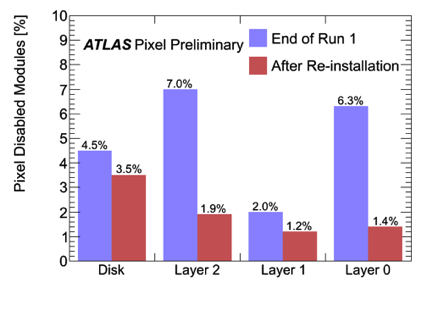 Pixel Disabled Modules [%]
10
9
8
7
6
5
4
3
2
1
0
ATLAS Pixel Preliminary
End of Run 1
After Re-installation
4.5%
3.5%
7.0%
1.9%
2.0%
1.2%
6.3%
1.4%
Disk
Layer 2
Layer 1
Layer 0